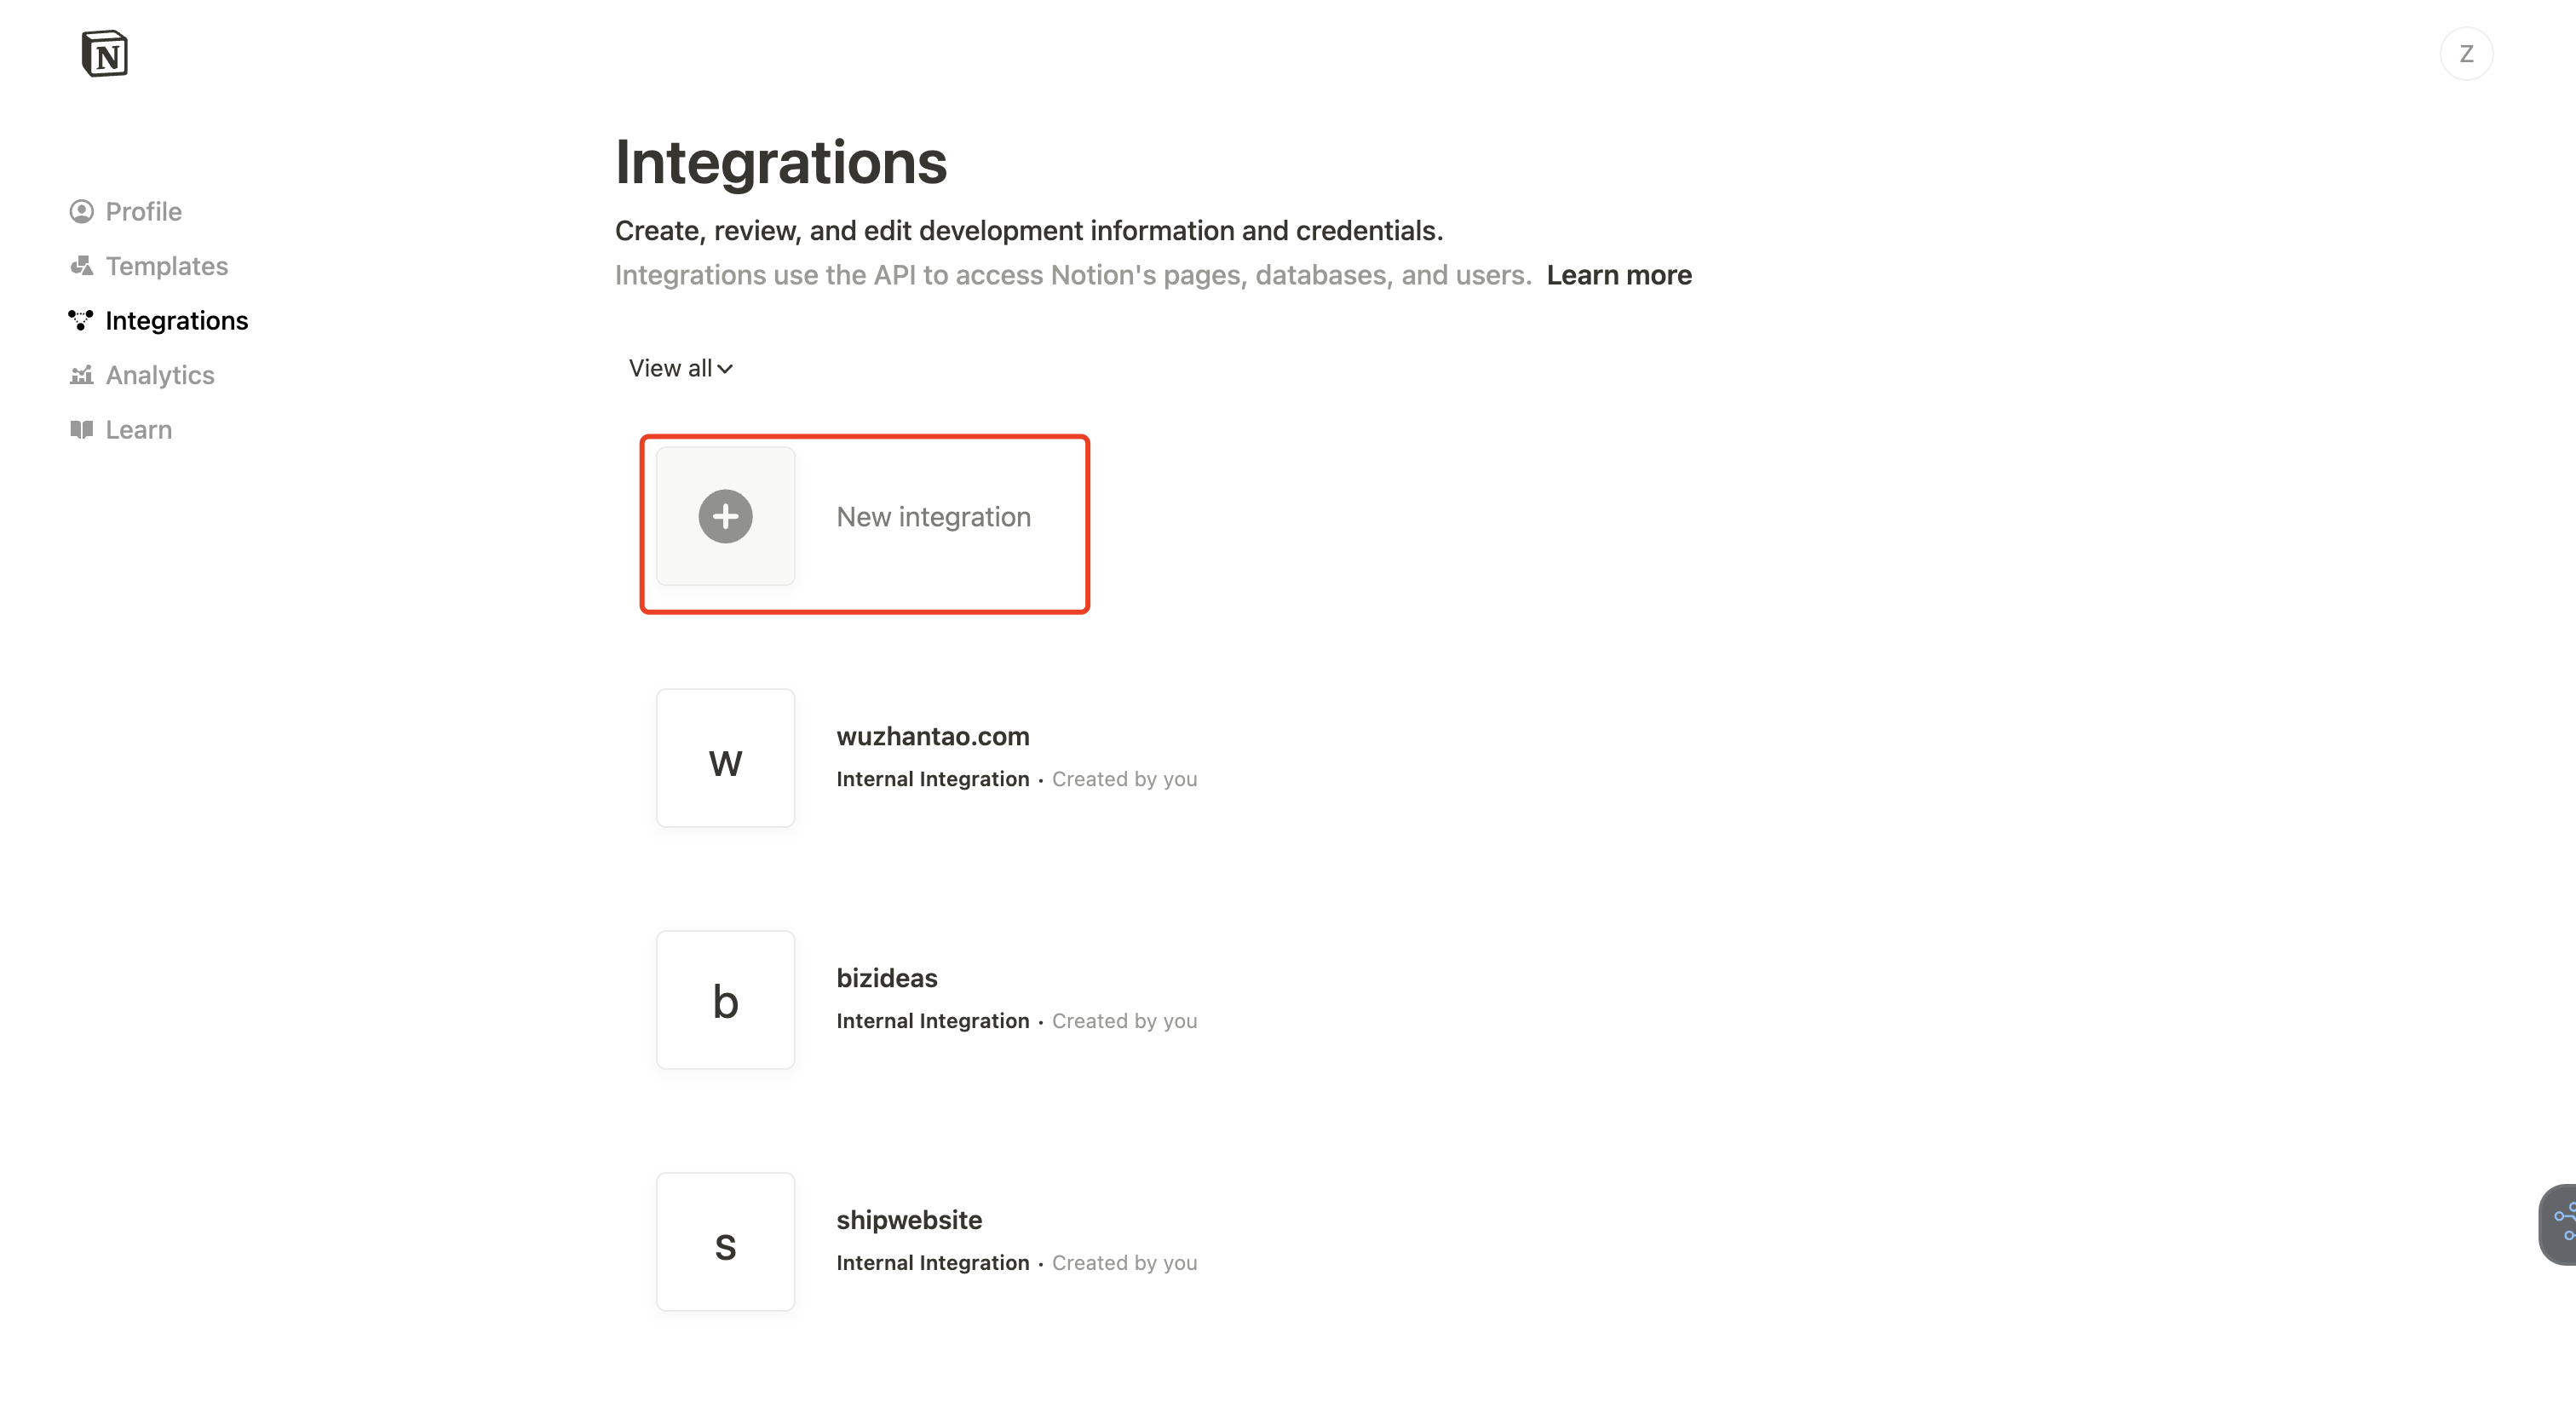 N
Z
Profile
Templates
Integrations
Analytics
Learn
Integrations
Create, review, and edit development information and credentials.
Integrations use the API to access Notion's pages, databases, and users. Learn more
View all
New integration
w
wuzhantao.com
Internal Integration • Created by you
b
bizideas
Internal Integration • Created by you
s
shipwebsite
Internal Integration • Created by you